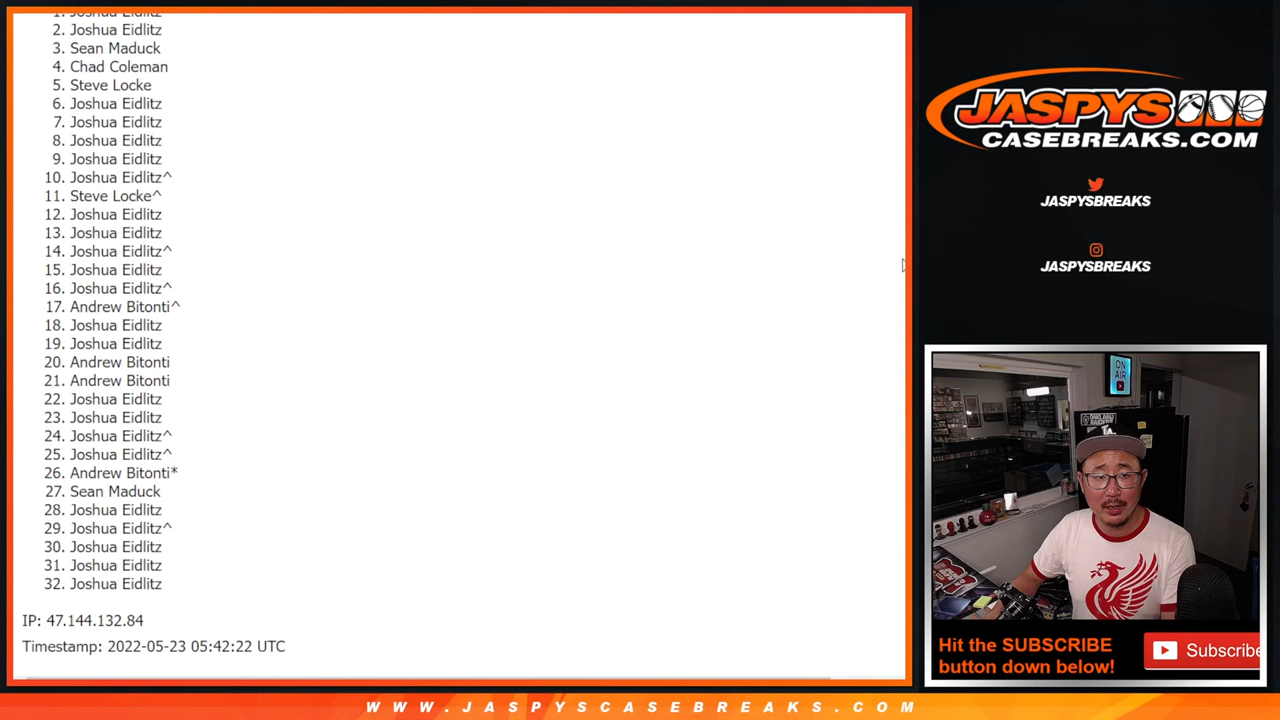 1. Joshua Eidlitz
2. Joshua Eidlitz
3. Sean Maduck
4. Chad Coleman
5. Steve Locke
6. Joshua Eidlitz
7. Joshua Eidlitz
8. Joshua Eidlitz
9. Joshua Eidlitz
10. Joshua Eidlitz^
11. Steve Locke^
12. Joshua Eidlitz
13. Joshua Eidlitz
14. Joshua Eidlitz^
15. Joshua Eidlitz
16. Joshua Eidlitz^
17. Andrew Bitonti^
18. Joshua Eidlitz
19. Joshua Eidlitz
20. Andrew Bitonti
21. Andrew Bitonti
22. Joshua Eidlitz
23. Joshua Eidlitz
24. Joshua Eidlitz^
25. Joshua Eidlitz^
26. Andrew Bitonti*
27. Sean Maduck
28. Joshua Eidlitz
29. Joshua Eidlitz^
30. Joshua Eidlitz
31. Joshua Eidlitz
32. Joshua Eidlitz
IP: 47.144.132.84
Timestamp: 2022-05-23 05:42:22 UTC
JASPYS
CASEBREAKS.COM
JASPYSBREAKS
JASPYSBREAKS
ON
AIR
Hit the SUBSCRIBE
button down below!
Subscribe
WWW.JASPYSCASEBREAKS.COM